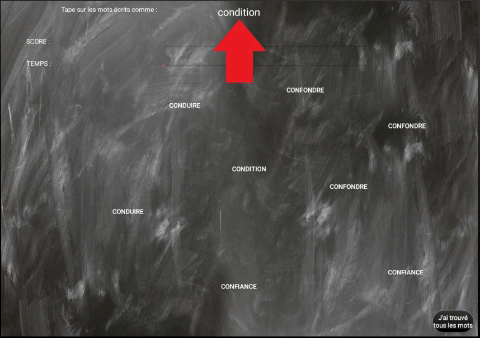 Tape sur les mots écrits comme :
condition
SCORE :
TEMPS :
CONFONDRE
CONDUIRE
CONFONDRE
CONDITION
CONFONDRE
CONDUIRE
CONFIANCE
CONFIANCE
J'ai trouvé
tous les mots